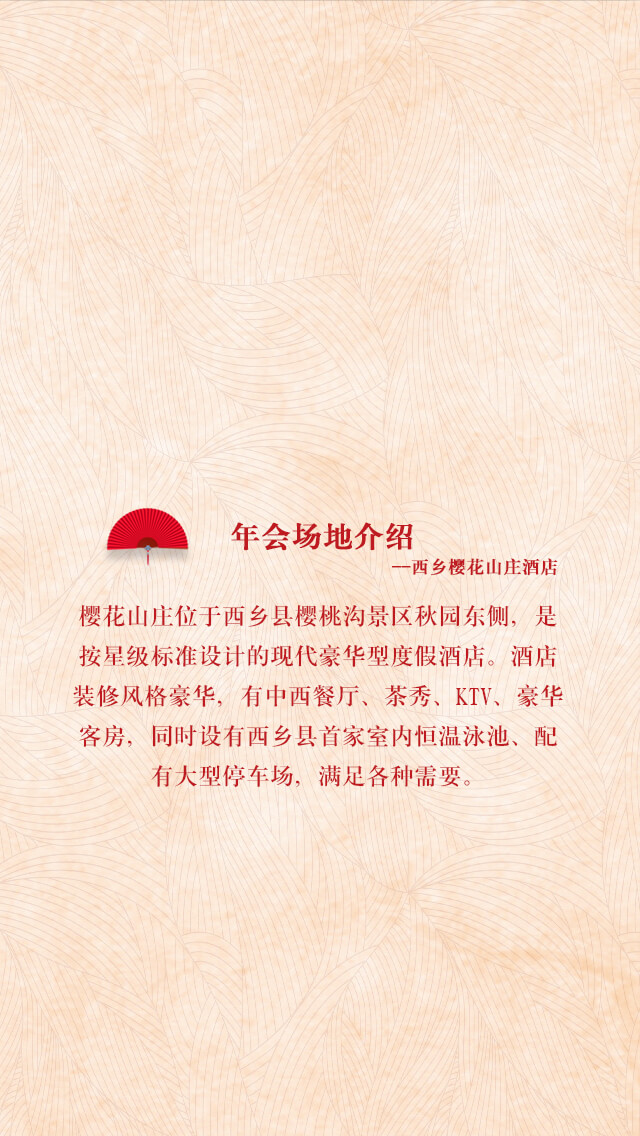 年会场地介绍
--西乡樱花山庄酒店
樱花山庄位于西乡县樱桃沟景区秋园东侧，是
按星级标准设计的现代豪华型度假酒店。酒店
装修风格豪华，有中西餐厅、茶秀、KTV、豪华
客房，同时设有西乡县首家室内恒温泳池、配
有大型停车场，满足各种需要。